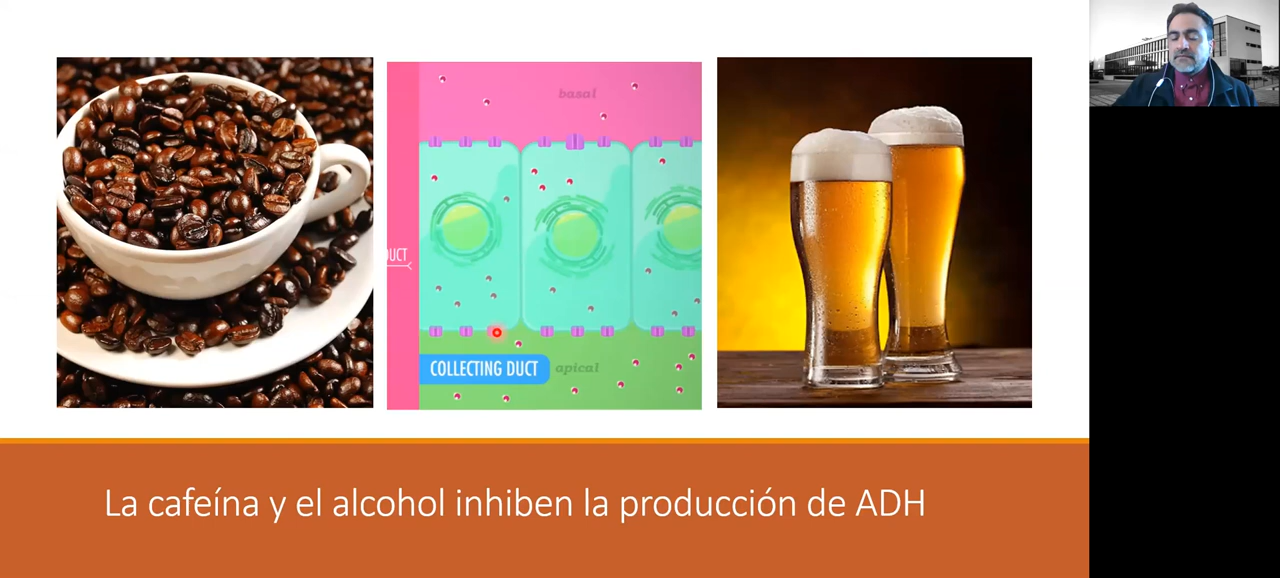 basal
DUCT
COLLECTING DUCT
apical
La cafeína y el alcohol inhiben la producción de ADH